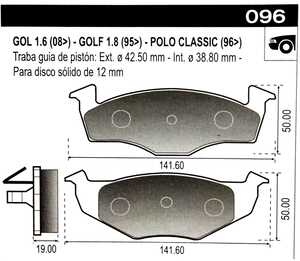 096
GOL 1.6 (08>) - GOLF 1.8 (95>) - POLO CLASSIC (96>)
Traba guia de pistón: Ext. ø 42.50 mm - Int. ø 38.80 mm -
Para disco sólido de 12 mm
50.00
141.60
50.00
19.00
141.60